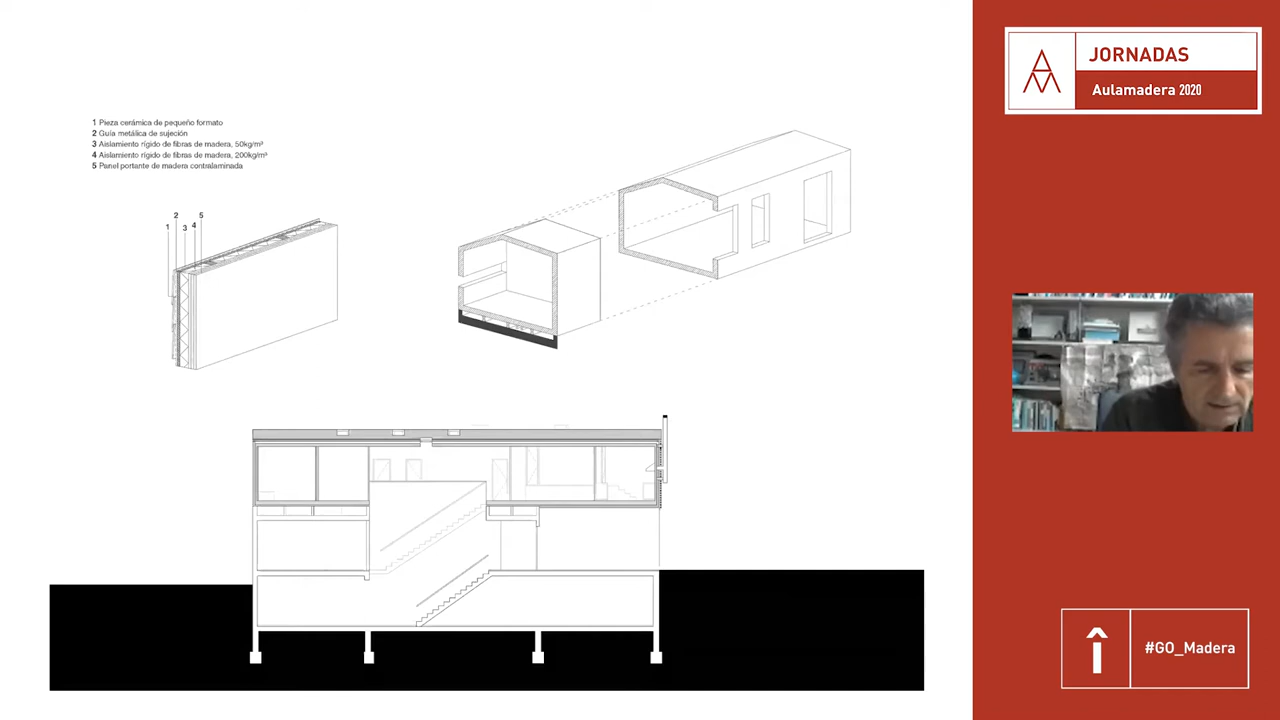 1 Pieza cerámica de pequeño formato
2 Guía metálica de sujeción
3 Aislamiento rígido de fibras de madera, 50kg/m³
4 Aislamiento rígido de fibras de madera, 200kg/m³
5 Panel portante de madera contralaminada
1 2 3 4 5
JORNADAS
Aulamadera 2020
#GO_Madera